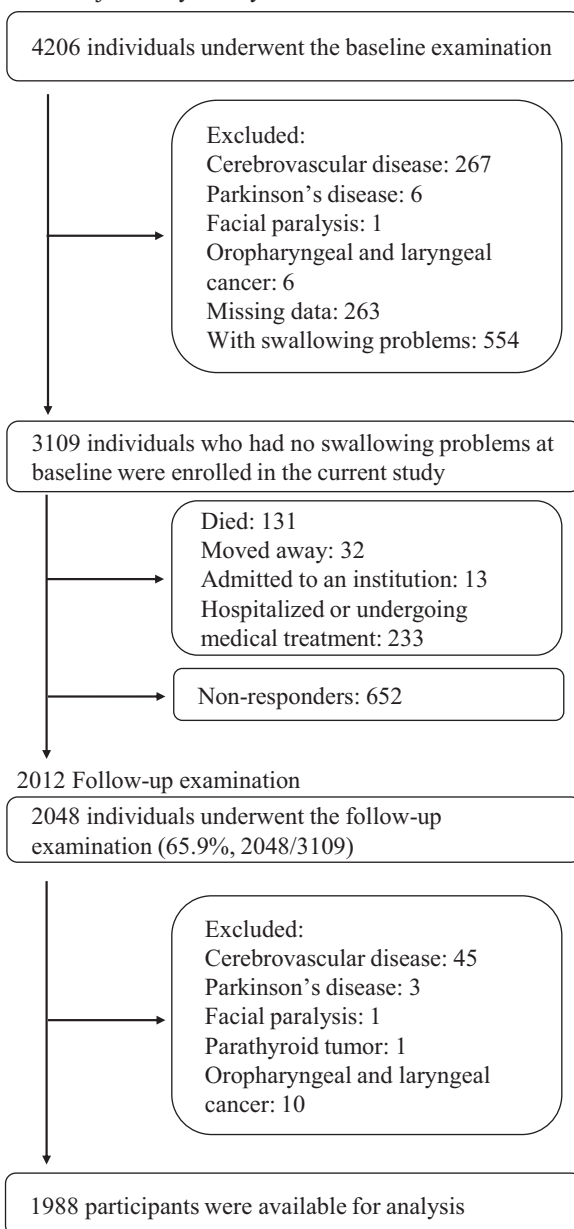 4206 individuals underwent the baseline examination
Excluded:
Cerebrovascular disease: 267
Parkinson’s disease: 6
Facial paralysis: 1
Oropharyngeal and laryngeal
cancer: 6
Missing data: 263
With swallowing problems: 554
3109 individuals who had no swallowing problems at
baseline were enrolled in the current study
Died: 131
Moved away: 32
Admitted to an institution: 13
Hospitalized or undergoing
medical treatment: 233
Non-responders: 652
2012 Follow-up examination
2048 individuals underwent the follow-up
examination (65.9%, 2048/3109)
Excluded:
Cerebrovascular disease: 45
Parkinson’s disease: 3
Facial paralysis: 1
Parathyroid tumor: 1
Oropharyngeal and laryngeal
cancer: 10
1988 participants were available for analysis